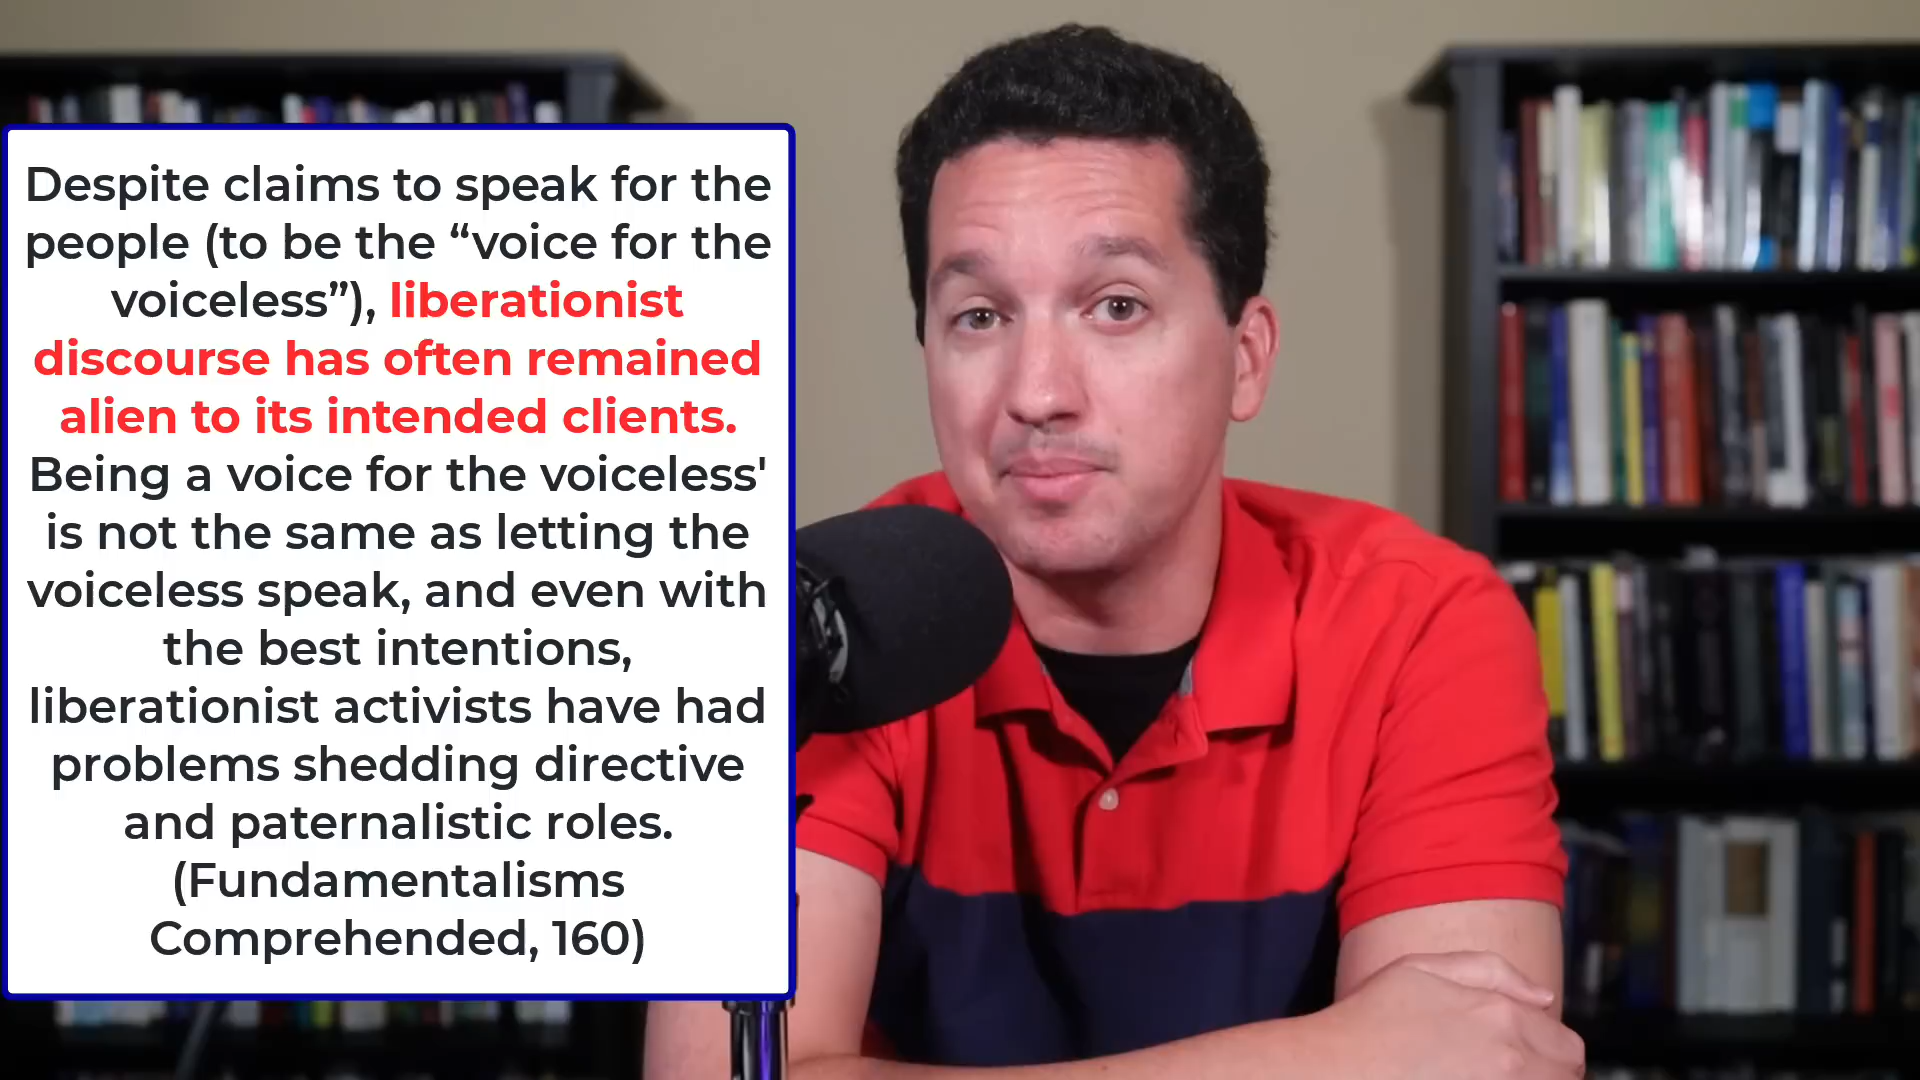 Despite claims to speak for the
people (to be the “voice for the
voiceless”), liberationist
discourse has often remained
alien to its intended clients.
Being a voice for the voiceless'
is not the same as letting the
voiceless speak, and even with
the best intentions,
liberationist activists have had
problems shedding directive
and paternalistic roles.
(Fundamentalisms
Comprehended, 160)